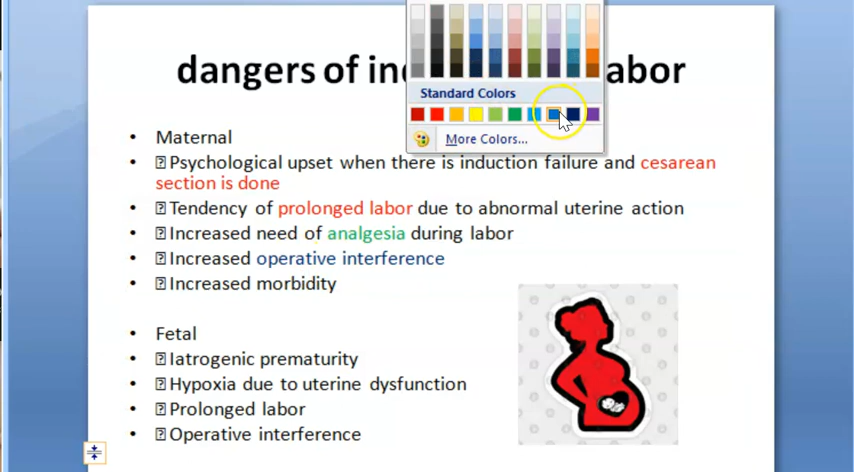 dangers of in labor
Standard Colors
More Colors...
• Maternal
• ⍰Psychological upset when there is induction failure and cesarean
section is done
• ⍰Tendency of prolonged labor due to abnormal uterine action
• ⍰Increased need of analgesia during labor
• ⍰Increased operative interference
• ⍰Increased morbidity
• Fetal
• ⍰Iatrogenic prematurity
• ⍰Hypoxia due to uterine dysfunction
• ⍰Prolonged labor
• ⍰Operative interference